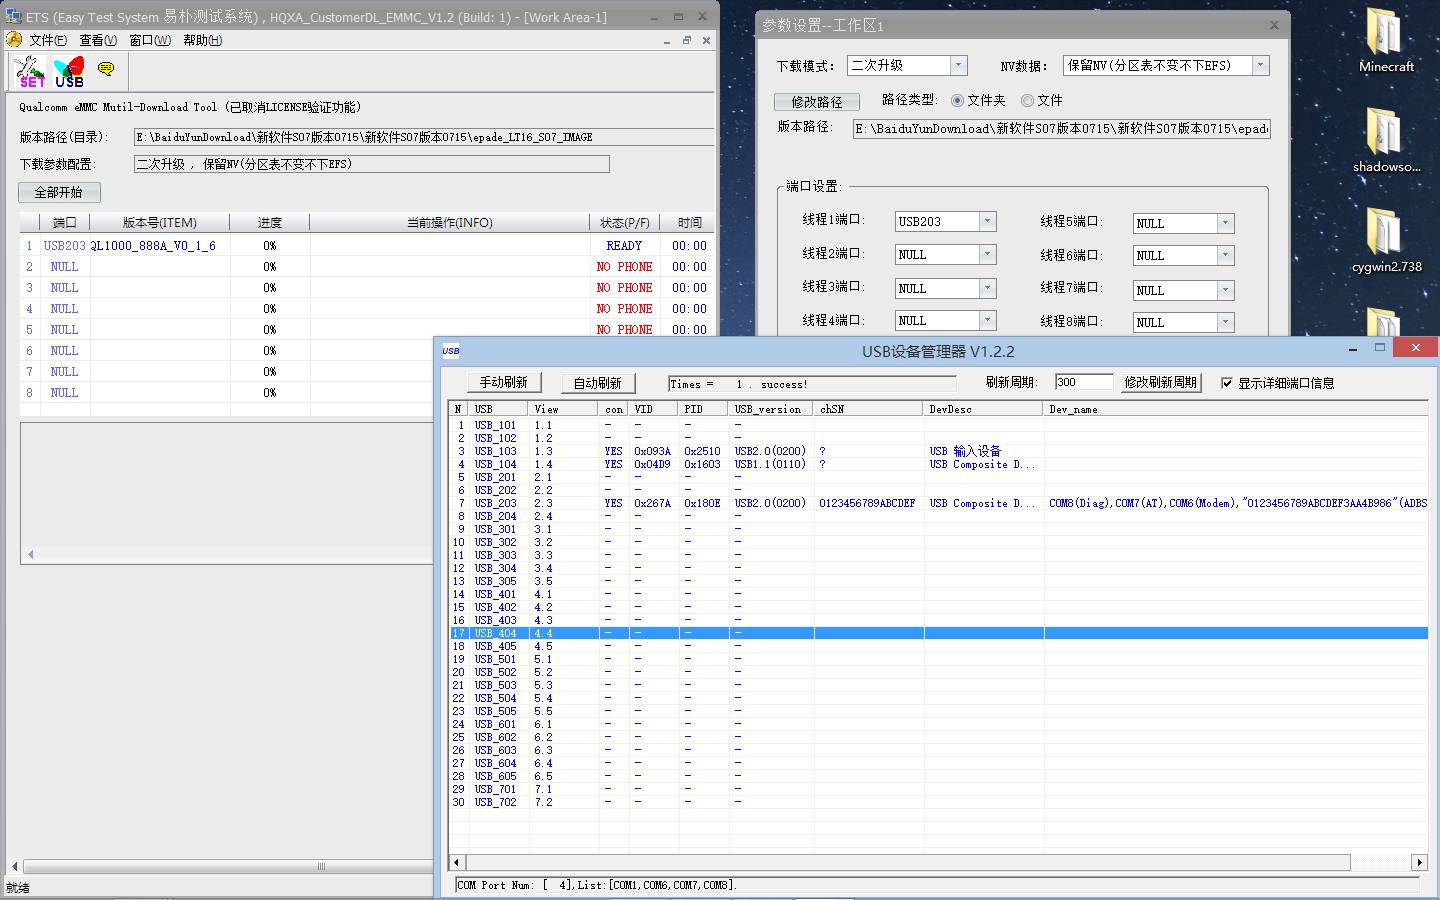 ETS (Easy Test System 易朴测试系统) , HQXA_CustomerDL_EMMC_V1.2 (Build: 1) - [Work Area-1]
文件(F) 查看(V) 窗口(W) 帮助(H)
SET USB
Qualcomm eMMC Mutil-Download Tool (已取消LICENSE验证功能)
版本路径(目录): E:\BaiduYunDownload\新软件S07版本0715\新软件S07版本0715\epade_LT16_S07_IMAGE
下载参数配置: 二次升级 , 保留NV(分区表不变不下EFS)
全部开始
端口 版本号(ITEM) 进度 当前操作(INFO) 状态(P/F) 时间
1 USB203 QL1000_888A_V0_1_6 0% READY 00:00
2 NULL 0% NO PHONE 00:00
3 NULL 0% NO PHONE 00:00
4 NULL 0% NO PHONE 00:00
5 NULL 0% NO PHONE 00:00
6 NULL 0%
7 NULL 0%
8 NULL 0%
就绪
参数设置--工作区1
下载模式: 二次升级 NV数据: 保留NV(分区表不变不下EFS)
修改路径 路径类型: 文件夹 文件
版本路径: E:\BaiduYunDownload\新软件S07版本0715\新软件S07版本0715\epade
端口设置:
线程1端口: USB203 线程5端口: NULL
线程2端口: NULL 线程6端口: NULL
线程3端口: NULL 线程7端口: NULL
线程4端口: NULL 线程8端口: NULL
Minecraft
shadowso...
cygwin2.738
USB USB设备管理器 V1.2.2
手动刷新 自动刷新 Times = 1 . success! 刷新周期: 300 修改刷新周期 显示详细端口信息
N USB View con VID PID USB_version chSN DevDesc Dev_name
1 USB_101 1.1 - - - -
2 USB_102 1.2 - - - -
3 USB_103 1.3 YES 0x093A 0x2510 USB2.0(0200) ? USB 输入设备
4 USB_104 1.4 YES 0x04D9 0x1603 USB1.1(0110) ? USB Composite D...
5 USB_201 2.1 - - - -
6 USB_202 2.2 - - - -
7 USB_203 2.3 YES 0x267A 0x180E USB2.0(0200) 0123456789ABCDEF USB Composite D... COM8(Diag),COM7(AT),COM6(Modem),"0123456789ABCDEF3AA4B986"(ADBS
8 USB_204 2.4 - - - -
9 USB_301 3.1 - - - -
10 USB_302 3.2 - - - -
11 USB_303 3.3 - - - -
12 USB_304 3.4 - - - -
13 USB_305 3.5 - - - -
14 USB_401 4.1 - - - -
15 USB_402 4.2 - - - -
16 USB_403 4.3 - - - -
17 USB_404 4.4 - - - -
18 USB_405 4.5 - - - -
19 USB_501 5.1 - - - -
20 USB_502 5.2 - - - -
21 USB_503 5.3 - - - -
22 USB_504 5.4 - - - -
23 USB_505 5.5 - - - -
24 USB_601 6.1 - - - -
25 USB_602 6.2 - - - -
26 USB_603 6.3 - - - -
27 USB_604 6.4 - - - -
28 USB_605 6.5 - - - -
29 USB_701 7.1 - - - -
30 USB_702 7.2 - - - -
COM Port Num: [ 4],List:[COM1,COM6,COM7,COM8].